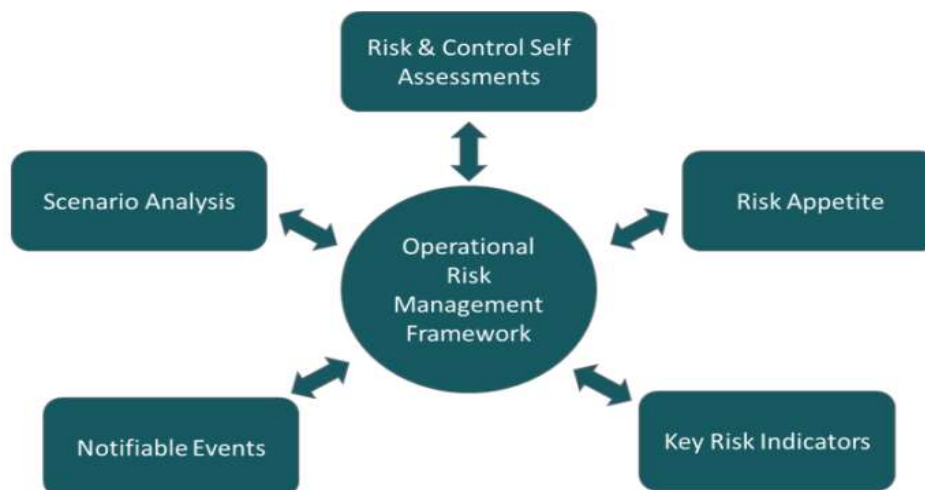 Risk & Control Self
Assessments
Scenario Analysis
Risk Appetite
Operational
Risk
Management
Framework
Notifiable Events
Key Risk Indicators